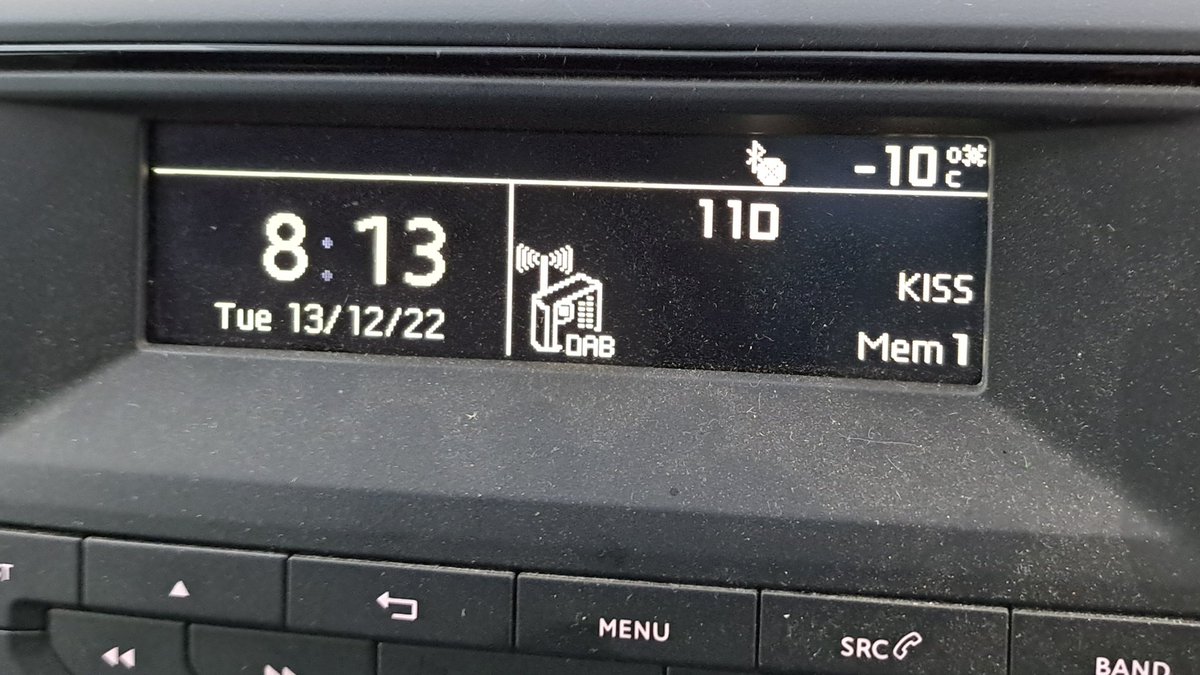 -10°C
8:13
11D
KISS
Tue 13/12/22
DAB
Mem 1
MENU
SRC
BAND